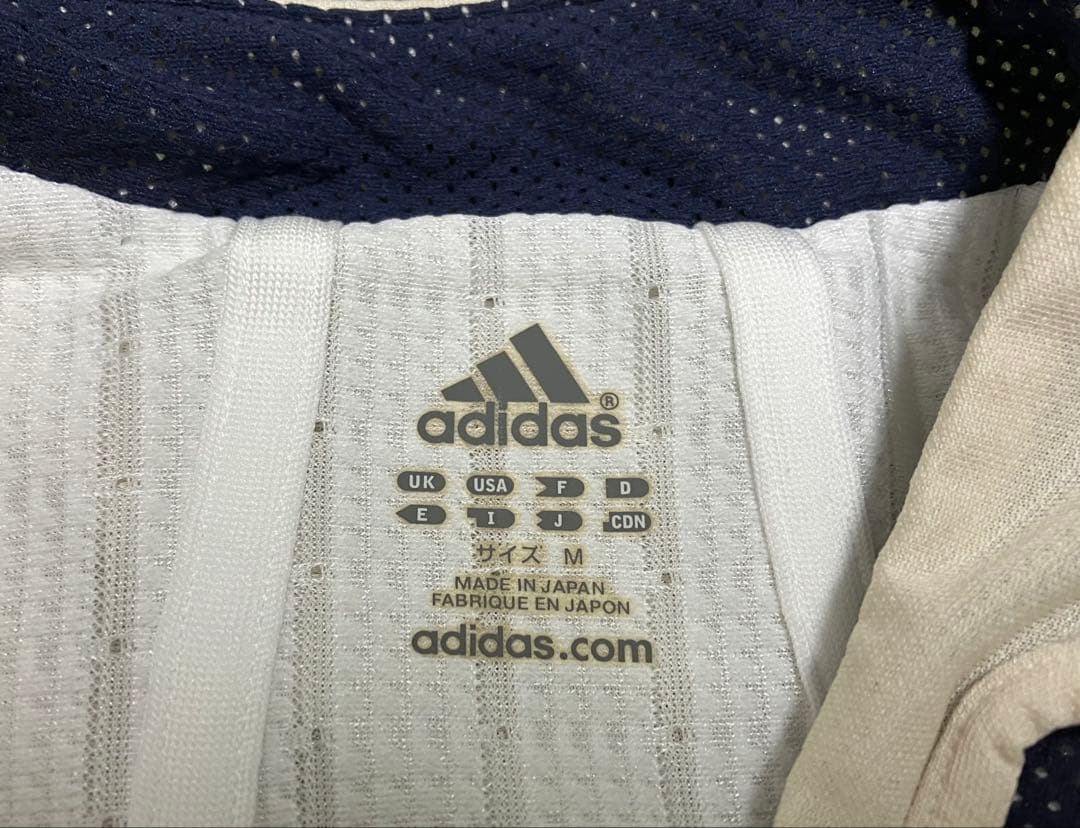 adidas®
UK USA F D
E I J CDN
サイズ M
MADE IN JAPAN
FABRIQUE EN JAPON
adidas.com